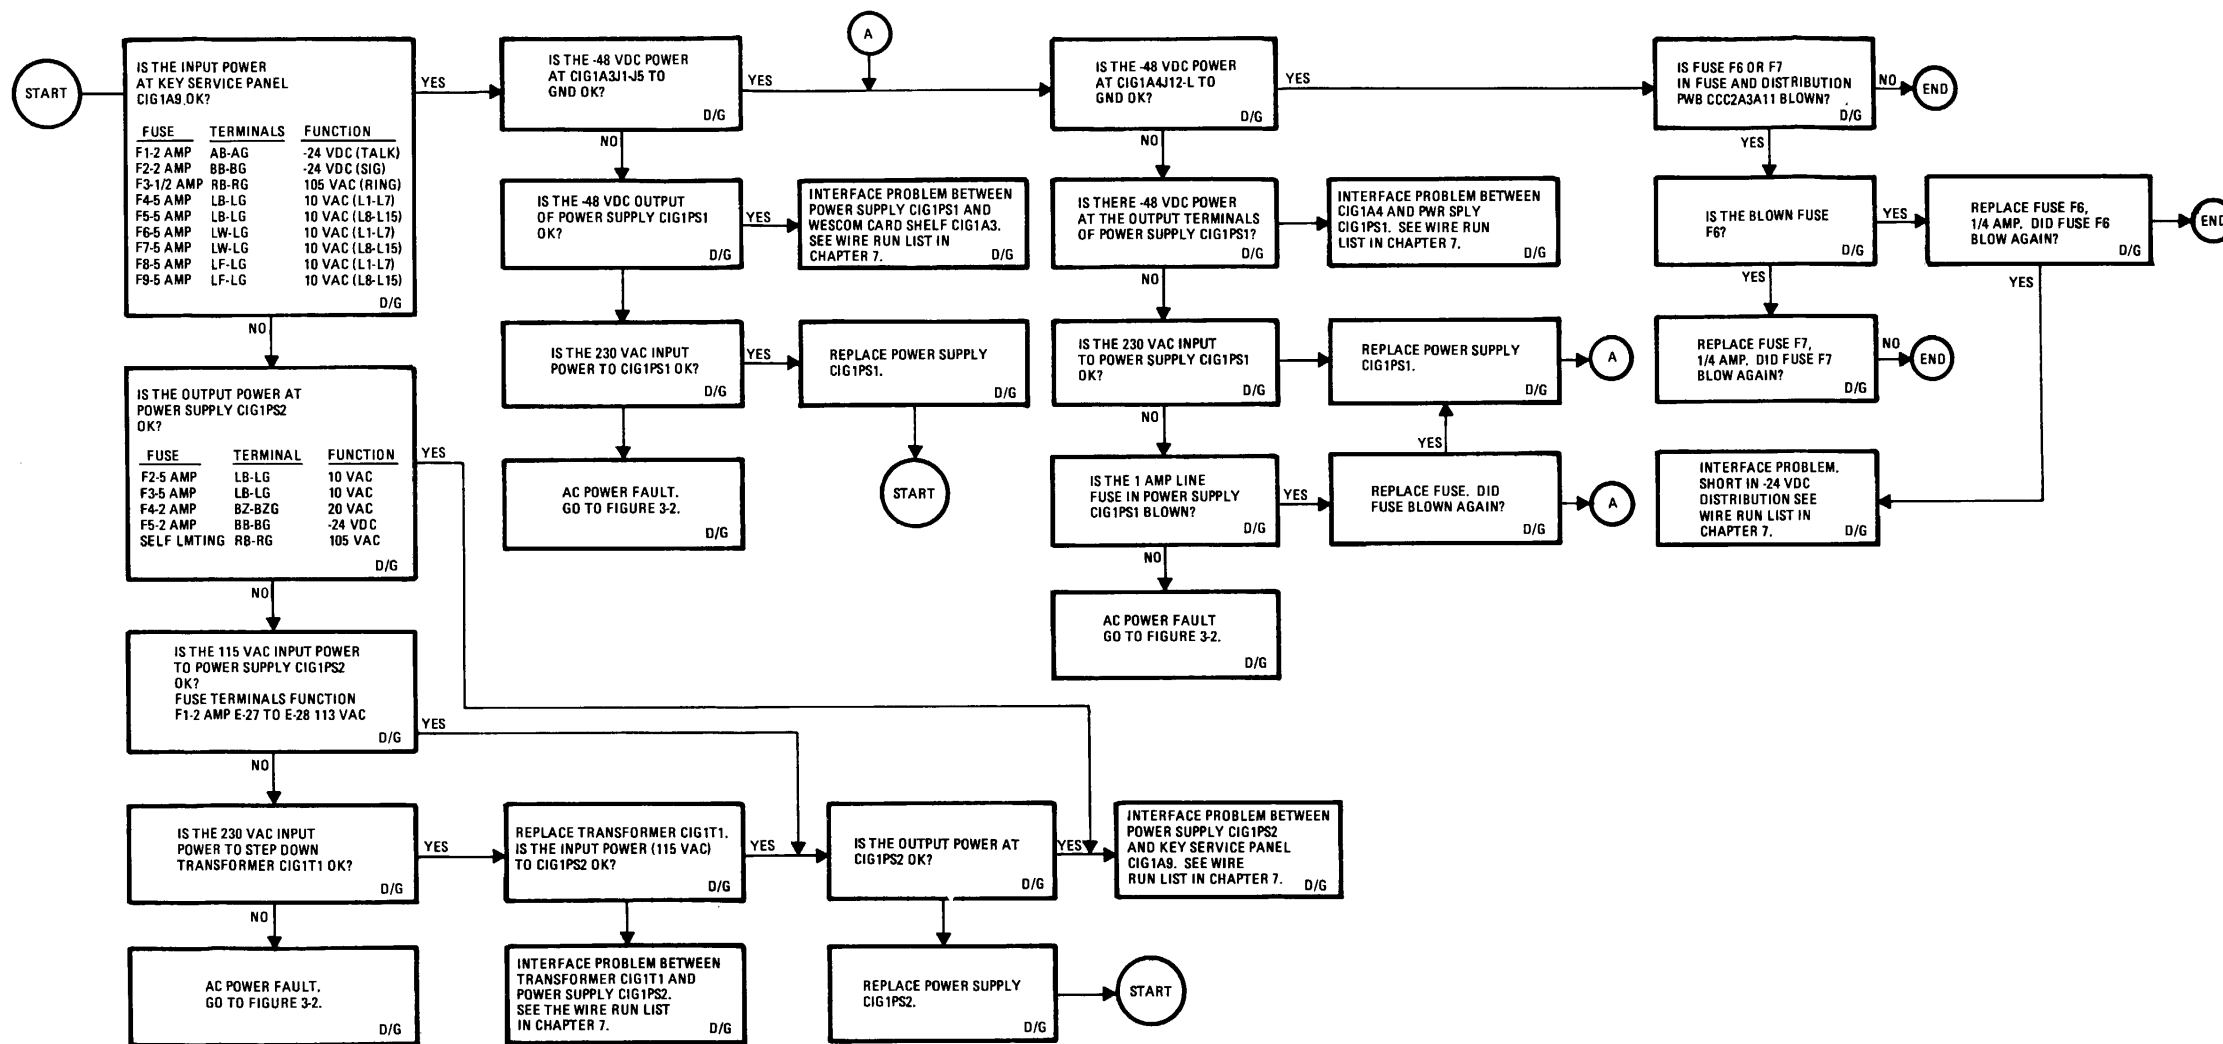 START
IS THE INPUT POWER
AT KEY SERVICE PANEL
CIG1A9.OK?
FUSE TERMINALS FUNCTION
F1-2 AMP AB-AG -24 VDC (TALK)
F2-2 AMP BB-BG -24 VDC (SIG)
F3-1/2 AMP RB-RG 105 VAC (RING)
F4-5 AMP LB-LG 10 VAC (L1-L7)
F5-5 AMP LB-LG 10 VAC (L8-L15)
F6-5 AMP LW-LG 10 VAC (L1-L7)
F7-5 AMP LW-LG 10 VAC (L8-L15)
F8-5 AMP LF-LG 10 VAC (L1-L7)
F9-5 AMP LF-LG 10 VAC (L8-L15)
D/G
YES
NO
IS THE OUTPUT POWER AT
POWER SUPPLY CIG1PS2
OK?
FUSE TERMINAL FUNCTION
F2-5 AMP LB-LG 10 VAC
F3-5 AMP LB-LG 10 VAC
F4-2 AMP BZ-BZG 20 VAC
F5-2 AMP BB-BG -24 VDC
SELF LMTING RB-RG 105 VAC
D/G
YES
NO
IS THE 115 VAC INPUT POWER
TO POWER SUPPLY CIG1PS2
OK?
FUSE TERMINALS FUNCTION
F1-2 AMP E-27 TO E-28 113 VAC
D/G
YES
NO
IS THE 230 VAC INPUT
POWER TO STEP DOWN
TRANSFORMER CIG1T1 OK?
D/G
YES
NO
AC POWER FAULT.
GO TO FIGURE 3-2.
D/G
REPLACE TRANSFORMER CIG1T1.
IS THE INPUT POWER (115 VAC)
TO CIG1PS2 OK?
D/G
YES
INTERFACE PROBLEM BETWEEN
TRANSFORMER CIG1T1 AND
POWER SUPPLY CIG1PS2.
SEE THE WIRE RUN LIST
IN CHAPTER 7. D/G
IS THE OUTPUT POWER AT
CIG1PS2 OK?
D/G
YES
REPLACE POWER SUPPLY
CIG1PS2.
D/G
START
INTERFACE PROBLEM BETWEEN
POWER SUPPLY CIG1PS2
AND KEY SERVICE PANEL
CIG1A9. SEE WIRE
RUN LIST IN CHAPTER 7. D/G
IS THE -48 VDC POWER
AT CIG1A3J1-J5 TO
GND OK?
D/G
YES
NO
IS THE -48 VDC OUTPUT
OF POWER SUPPLY CIG1PS1
OK?
D/G
YES
INTERFACE PROBLEM BETWEEN
POWER SUPPLY CIG1PS1 AND
WESCOM CARD SHELF CIG1A3.
SEE WIRE RUN LIST IN
CHAPTER 7. D/G
IS THE 230 VAC INPUT
POWER TO CIG1PS1 OK?
D/G
YES
REPLACE POWER SUPPLY
CIG1PS1.
D/G
START
AC POWER FAULT.
GO TO FIGURE 3-2.
D/G
A
IS THE -48 VDC POWER
AT CIG1A4J12-L TO
GND OK?
D/G
YES
NO
IS THERE -48 VDC POWER
AT THE OUTPUT TERMINALS
OF POWER SUPPLY CIG1PS1?
D/G
NO
INTERFACE PROBLEM BETWEEN
CIG1A4 AND PWR SPLY
CIG1PS1. SEE WIRE RUN
LIST IN CHAPTER 7.
D/G
IS THE 230 VAC INPUT
TO POWER SUPPLY CIG1PS1
OK?
D/G
NO
REPLACE POWER SUPPLY
CIG1PS1.
D/G
A
YES
IS THE 1 AMP LINE
FUSE IN POWER SUPPLY
CIG1PS1 BLOWN?
D/G
YES
NO
REPLACE FUSE. DID
FUSE BLOWN AGAIN?
D/G
A
AC POWER FAULT
GO TO FIGURE 3-2.
D/G
IS FUSE F6 OR F7
IN FUSE AND DISTRIBUTION
PWB CCC2A3A11 BLOWN?
D/G
NO
END
YES
IS THE BLOWN FUSE
F6?
D/G
YES
YES
REPLACE FUSE F6,
1/4 AMP. DID FUSE F6
BLOW AGAIN?
D/G
END
YES
REPLACE FUSE F7,
1/4 AMP. DID FUSE F7
BLOW AGAIN?
D/G
NO
END
INTERFACE PROBLEM.
SHORT IN -24 VDC
DISTRIBUTION SEE
WIRE RUN LIST IN
CHAPTER 7. D/G